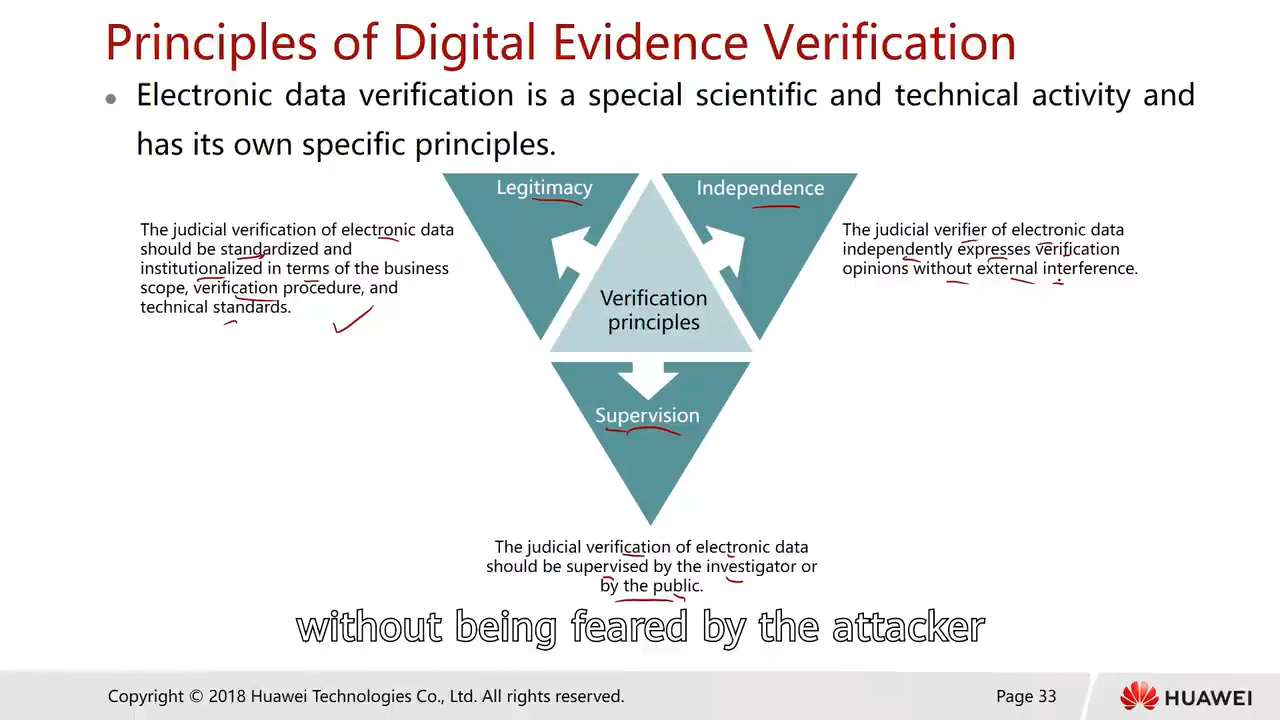 Principles of Digital Evidence Verification
• Electronic data verification is a special scientific and technical activity and
has its own specific principles.
Legitimacy
Independence
The judicial verification of electronic data
should be standardized and
institutionalized in terms of the business
scope, verification procedure, and
technical standards.
The judicial verifier of electronic data
independently expresses verification
opinions without external interference.
Verification
principles
Supervision
The judicial verification of electronic data
should be supervised by the investigator or
by the public.
without being feared by the attacker
Copyright © 2018 Huawei Technologies Co., Ltd. All rights reserved.
Page 33
HUAWEI